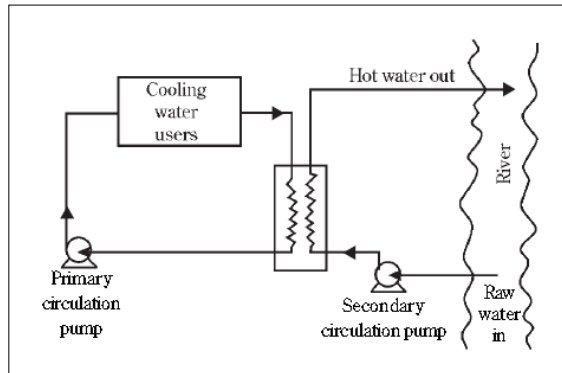 Cooling
water
users
Hot water out
River
Primary
circulation
pump
Secondary
circulation pump
Raw
water
in